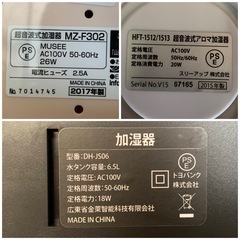 超音波式加湿器 MZ-F302
MUSEE
AC100V 50-60Hz
26W
電流ヒューズ 2.5A
PSE
MADE IN CHINA
2017年製
No 7014745
HFT-1512/1513 超音波式アロマ加湿器
定格電圧 AC100V
定格周波数 50Hz/60Hz
定格消費電力 20W
PSE
スリーアップ 株式会社
Serial No.V15 67165 2015年製
加湿器
型番:DH-JS06
水タンク容量:6.5L
定格電圧:AC100V
定格周波数:50-60Hz
定格電力:18W
広東省金莱智能科技有限公司
PSE
トヨバンク
株式会社